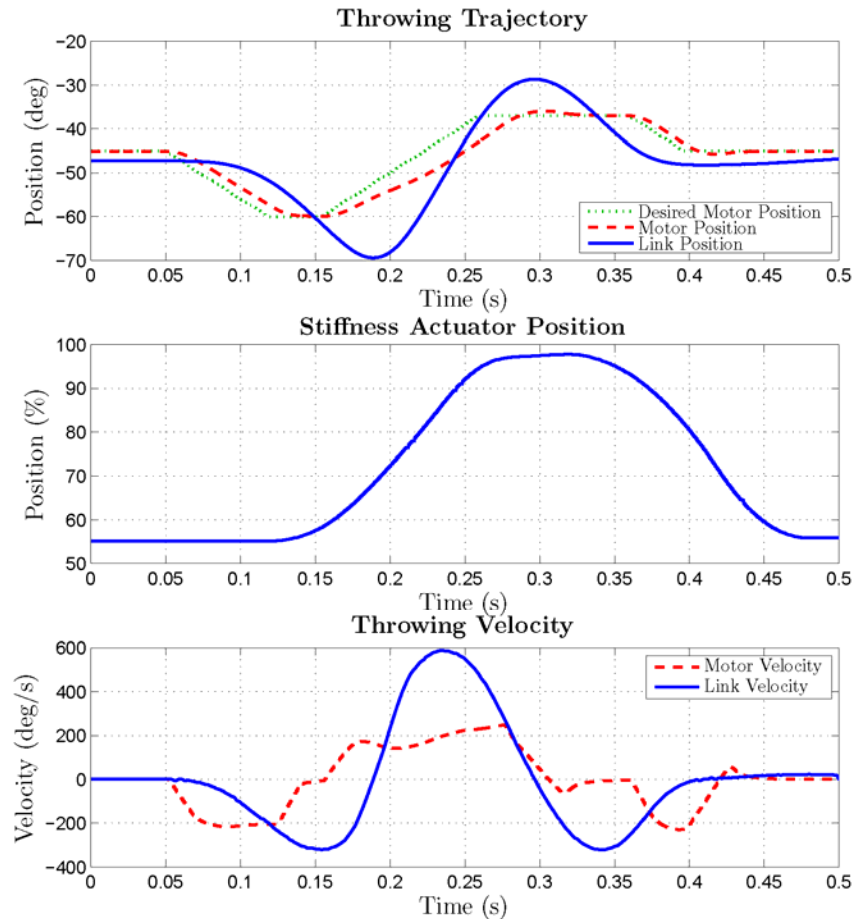 Throwing Trajectory
Position (deg)
-20
-30
-40
-50
-60
-70
Desired Motor Position
Motor Position
Link Position
0 0.05 0.1 0.15 0.2 0.25 0.3 0.35 0.4 0.45 0.5
Time (s)
Stiffness Actuator Position
Position (%)
100
90
80
70
60
50
0 0.05 0.1 0.15 0.2 0.25 0.3 0.35 0.4 0.45 0.5
Time (s)
Throwing Velocity
Velocity (deg/s)
600
400
200
0
-200
-400
Motor Velocity
Link Velocity
0 0.05 0.1 0.15 0.2 0.25 0.3 0.35 0.4 0.45 0.5
Time (s)